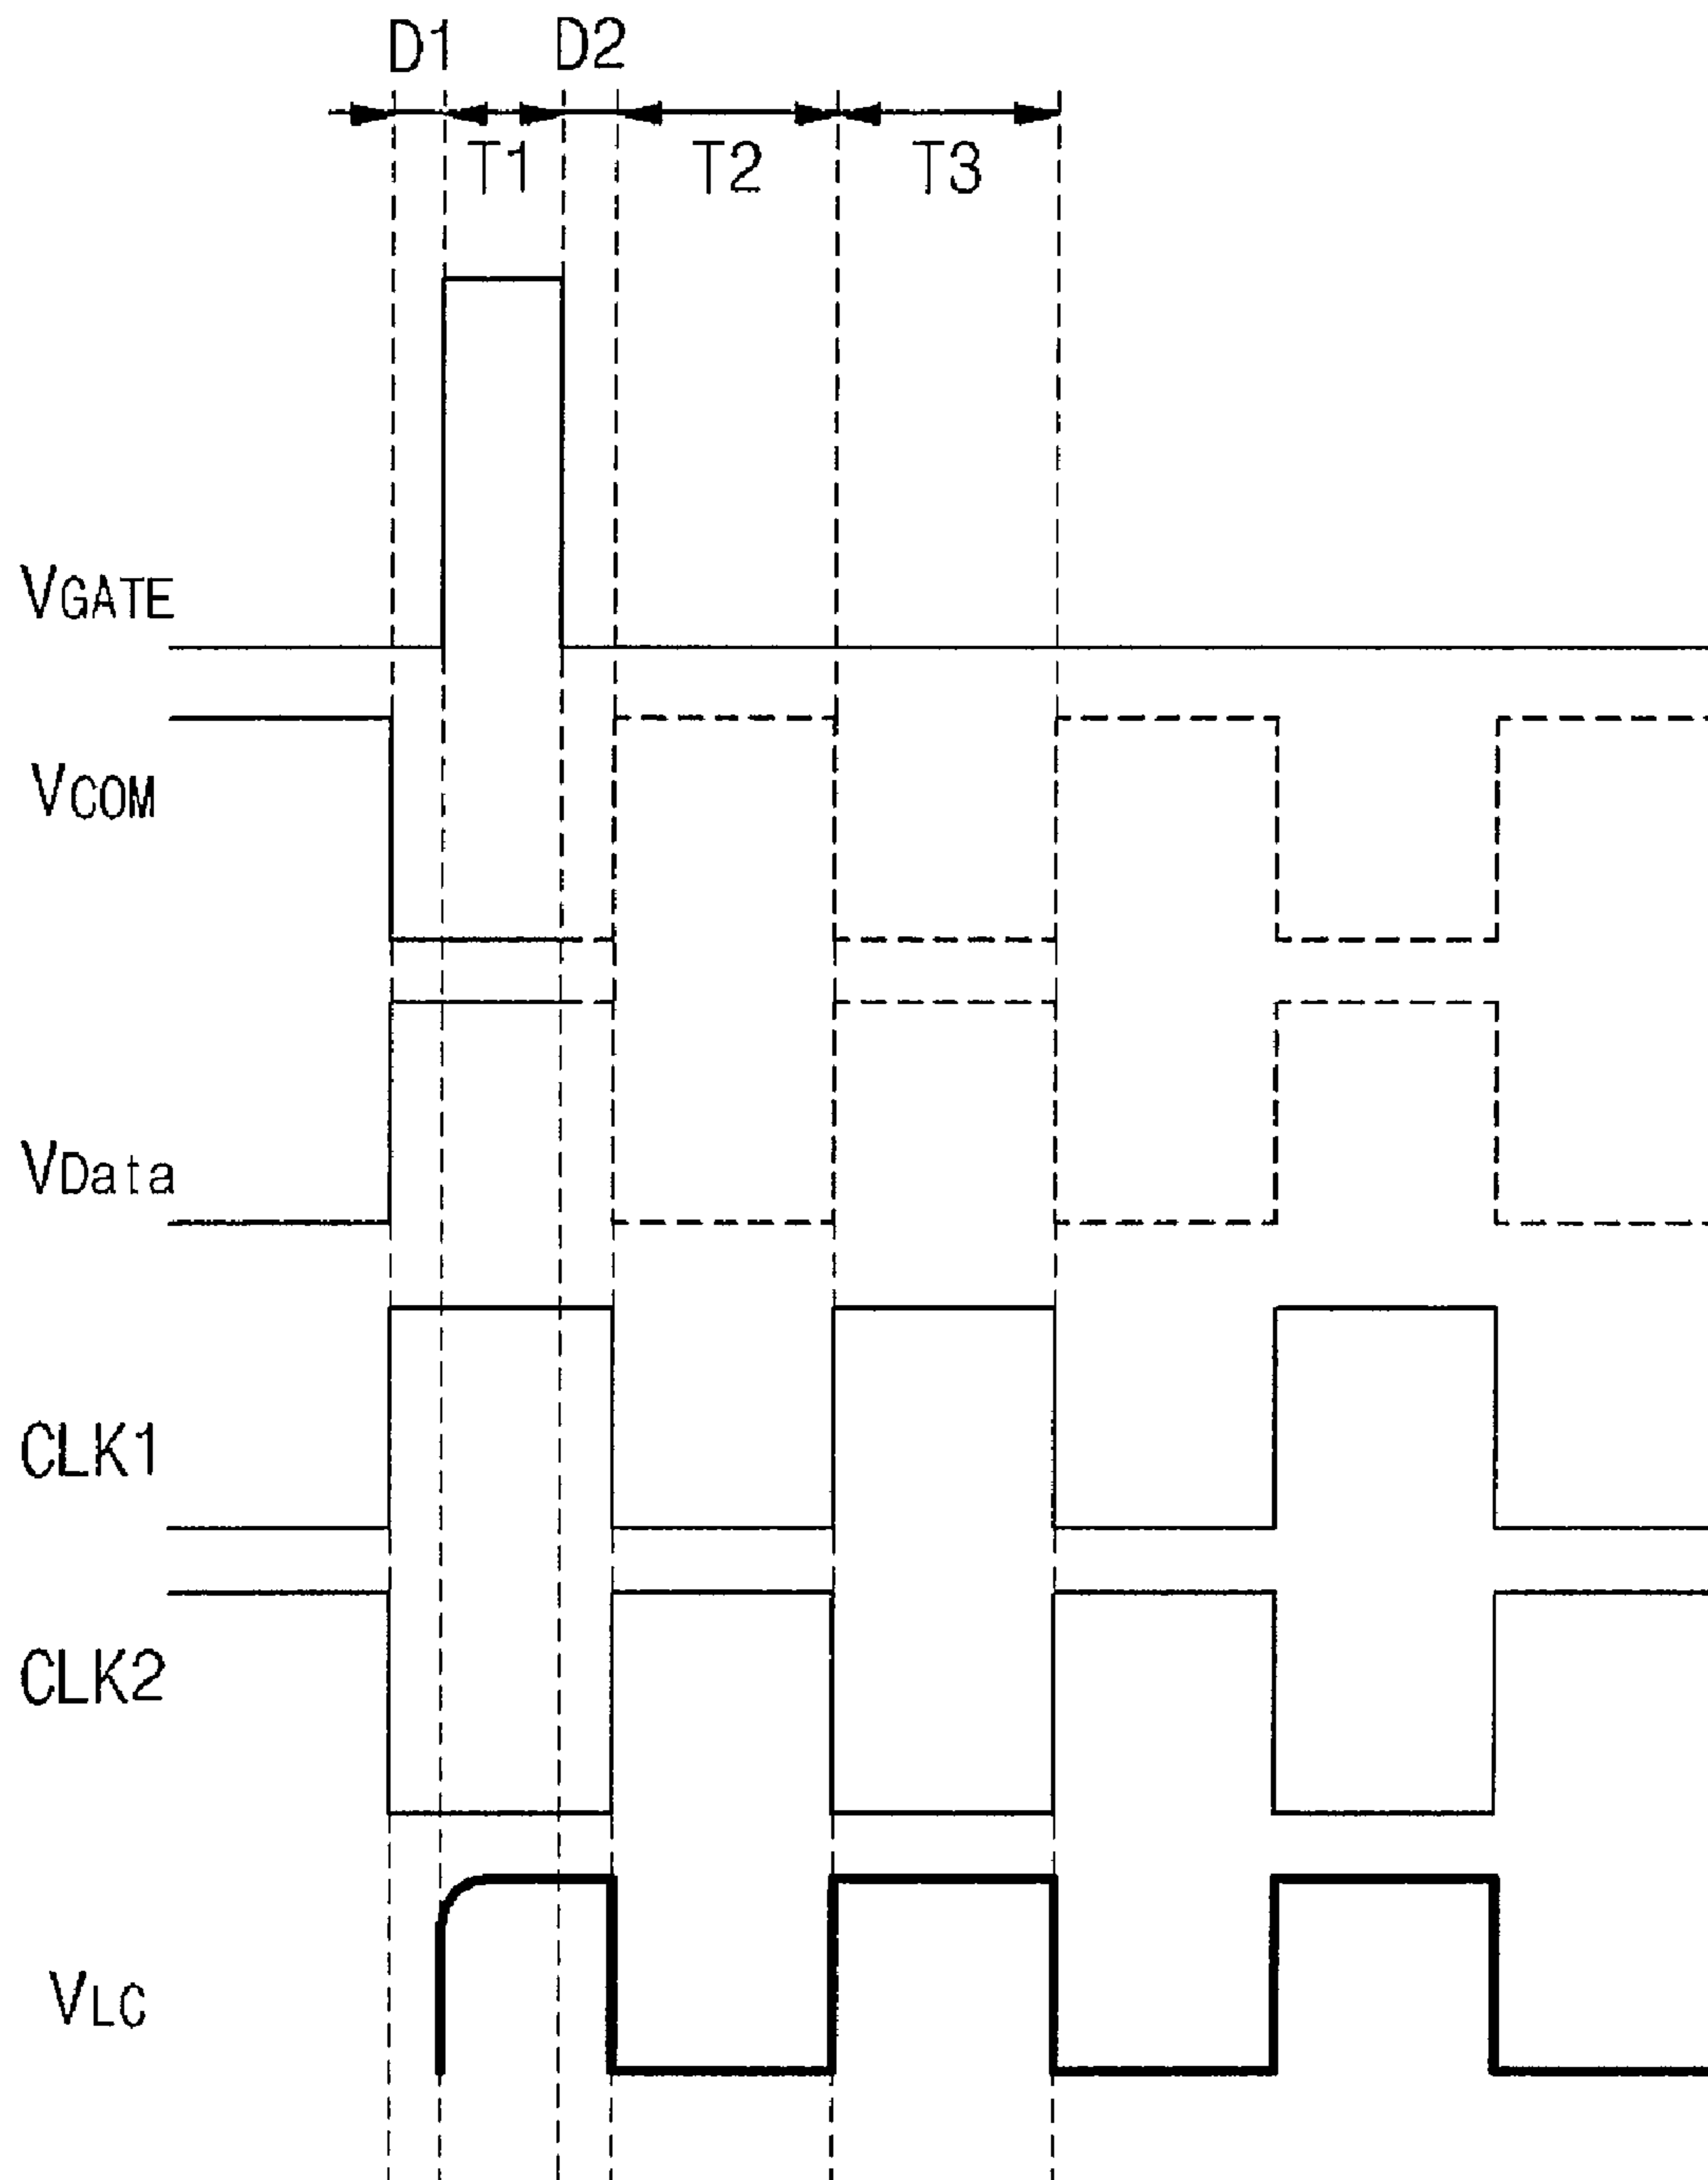 D1 D2
T1 T2 T3
VGATE
VCOM
VData
CLK1
CLK2
VLC